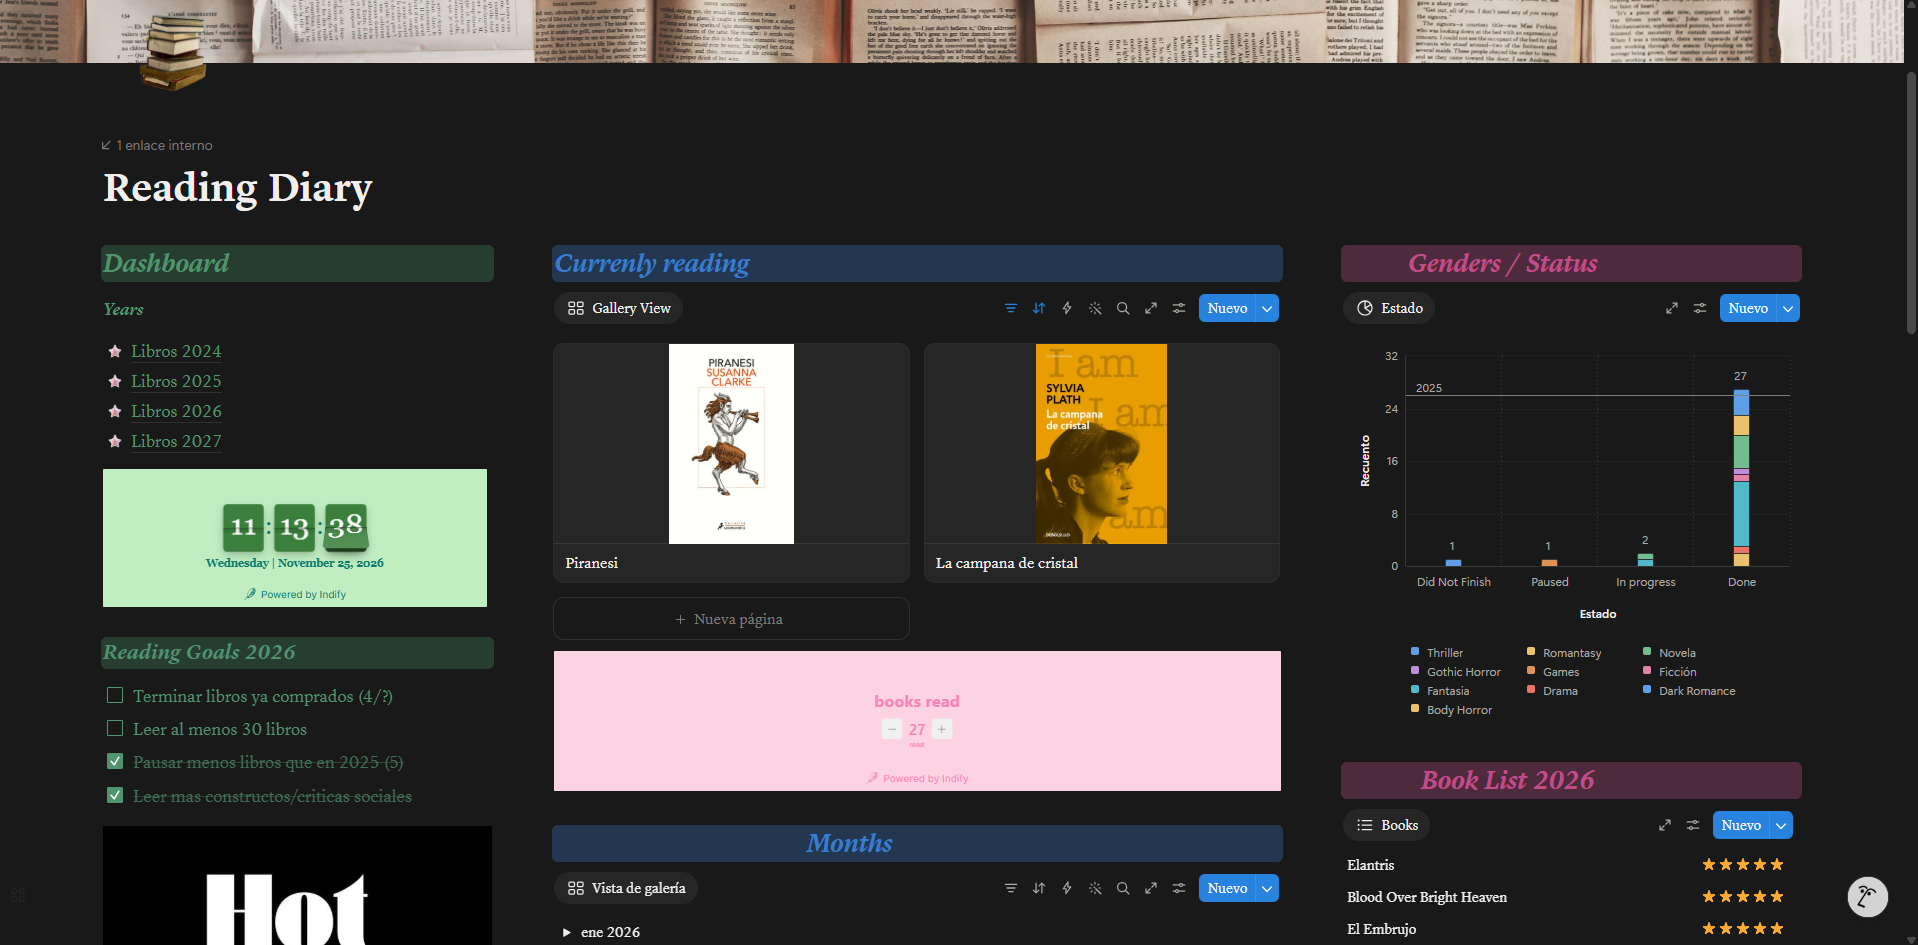 1 enlace interno
Reading Diary
Dashboard
Years
Libros 2024
Libros 2025
Libros 2026
Libros 2027
11 : 13 : 38
Wednesday | November 25, 2026
Powered by Indify
Reading Goals 2026
Terminar libros ya comprados (4/?)
Leer al menos 30 libros
Pausar menos libros que en 2025 (5)
Leer mas constructos/criticas sociales
Hot
Currenly reading
Gallery View
Nuevo
PIRANESI
SUSANNA
CLARKE
Piranesi
I am
I am
am
SYLVIA
PLATH
La campana
de cristal
DEBOLSILLO
La campana de cristal
+ Nueva página
books read
− 27 +
reset
Powered by Indify
Months
Vista de galería
Nuevo
ene 2026
Genders / Status
Estado
Nuevo
32
24
16
8
0
Recuento
2025
1
1
2
27
Did Not Finish
Paused
In progress
Done
Estado
Thriller
Romantasy
Novela
Gothic Horror
Games
Ficción
Fantasia
Drama
Dark Romance
Body Horror
Book List 2026
Books
Nuevo
Elantris
Blood Over Bright Heaven
El Embrujo